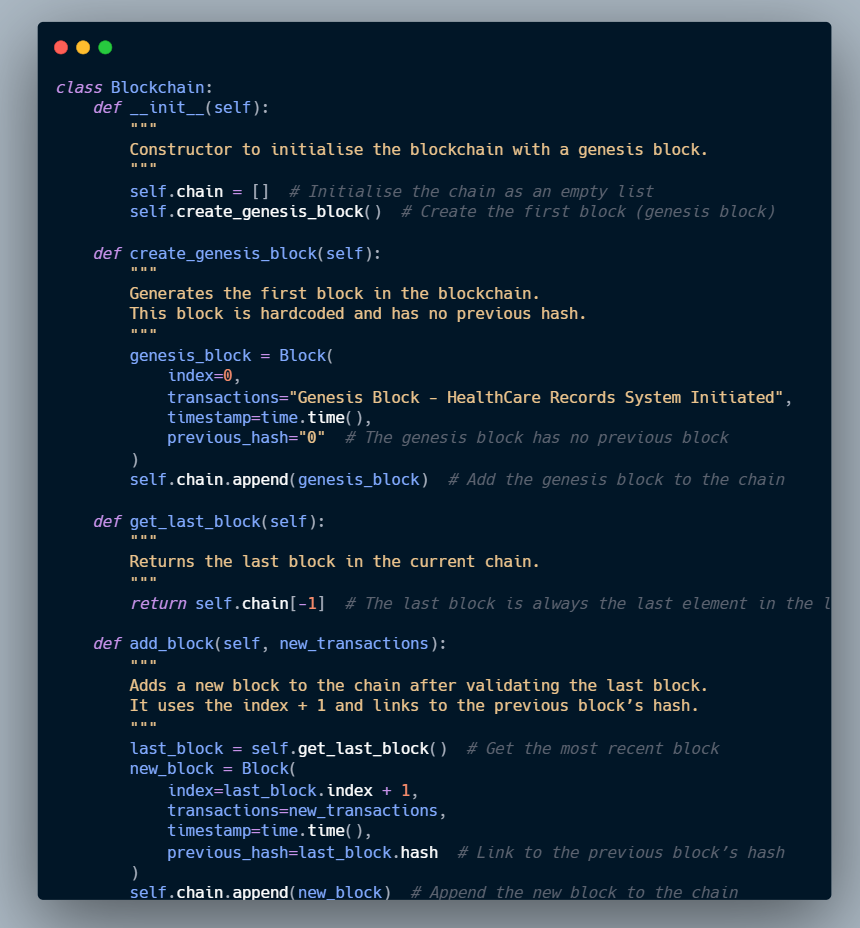 class Blockchain:
    def __init__(self):
        """
        Constructor to initialise the blockchain with a genesis block.
        """
        self.chain = []  # Initialise the chain as an empty list
        self.create_genesis_block()  # Create the first block (genesis block)

    def create_genesis_block(self):
        """
        Generates the first block in the blockchain.
        This block is hardcoded and has no previous hash.
        """
        genesis_block = Block(
            index=0,
            transactions="Genesis Block – HealthCare Records System Initiated",
            timestamp=time.time(),
            previous_hash="0"  # The genesis block has no previous block
        )
        self.chain.append(genesis_block)  # Add the genesis block to the chain

    def get_last_block(self):
        """
        Returns the last block in the current chain.
        """
        return self.chain[-1]  # The last block is always the last element in the

    def add_block(self, new_transactions):
        """
        Adds a new block to the chain after validating the last block.
        It uses the index + 1 and links to the previous block’s hash.
        """
        last_block = self.get_last_block()  # Get the most recent block
        new_block = Block(
            index=last_block.index + 1,
            transactions=new_transactions,
            timestamp=time.time(),
            previous_hash=last_block.hash  # Link to the previous block’s hash
        )
        self.chain.append(new_block)  # Append the new block to the chain